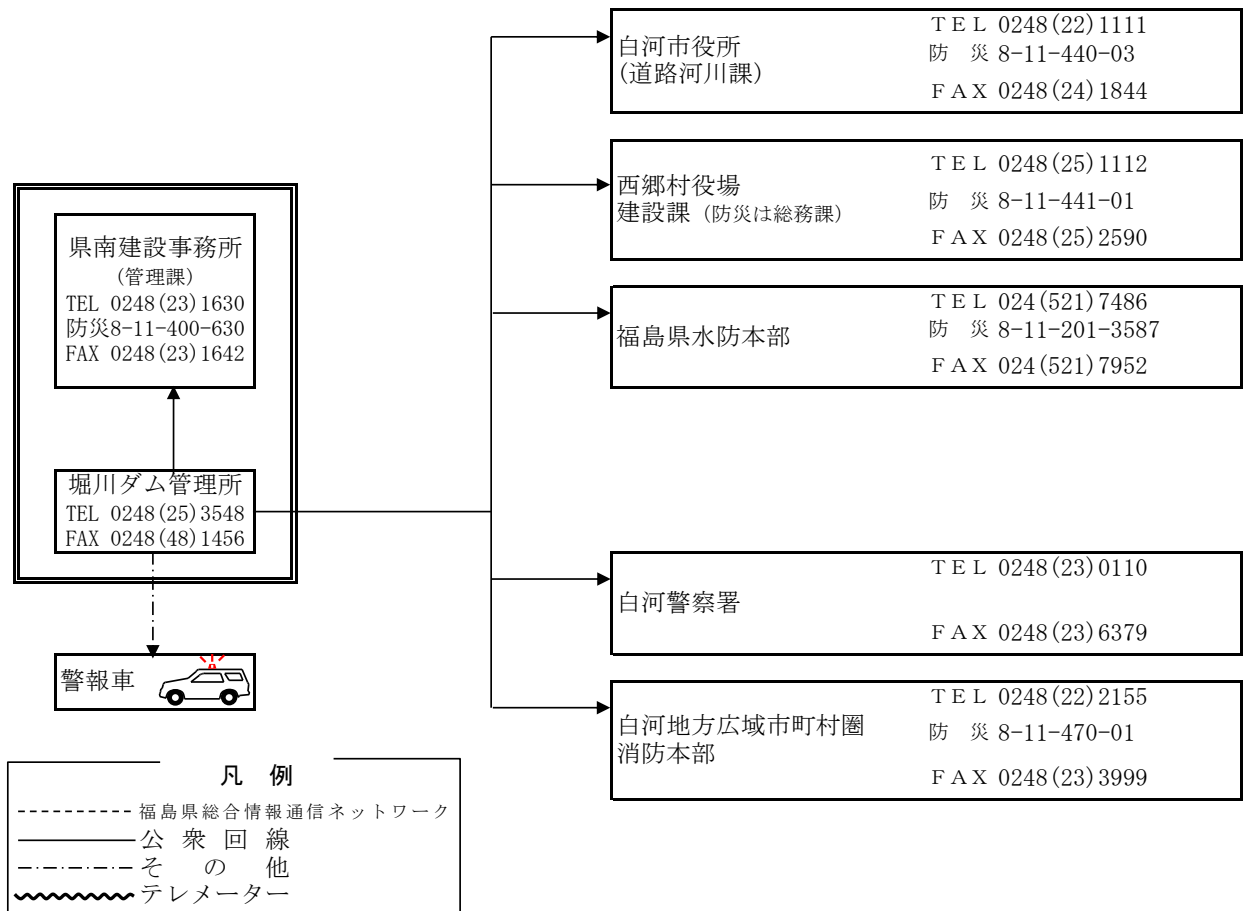 白河市役所
(道路河川課)
ＴＥＬ 0248(22)1111
防　災 8-11-440-03
ＦＡＸ 0248(24)1844
西郷村役場
建設課（防災は総務課）
ＴＥＬ 0248(25)1112
防　災 8-11-441-01
ＦＡＸ 0248(25)2590
県南建設事務所
(管理課)
TEL 0248(23)1630
防災8-11-400-630
FAX 0248(23)1642
福島県水防本部
ＴＥＬ 024(521)7486
防　災 8-11-201-3587
ＦＡＸ 024(521)7952
堀川ダム管理所
TEL 0248(25)3548
FAX 0248(48)1456
白河警察署
ＴＥＬ 0248(23)0110
ＦＡＸ 0248(23)6379
警報車
白河地方広域市町村圏
消防本部
ＴＥＬ 0248(22)2155
防　災 8-11-470-01
ＦＡＸ 0248(23)3999
凡　例
福島県総合情報通信ネットワーク
公　衆　回　線
そ　の　他
テレメーター